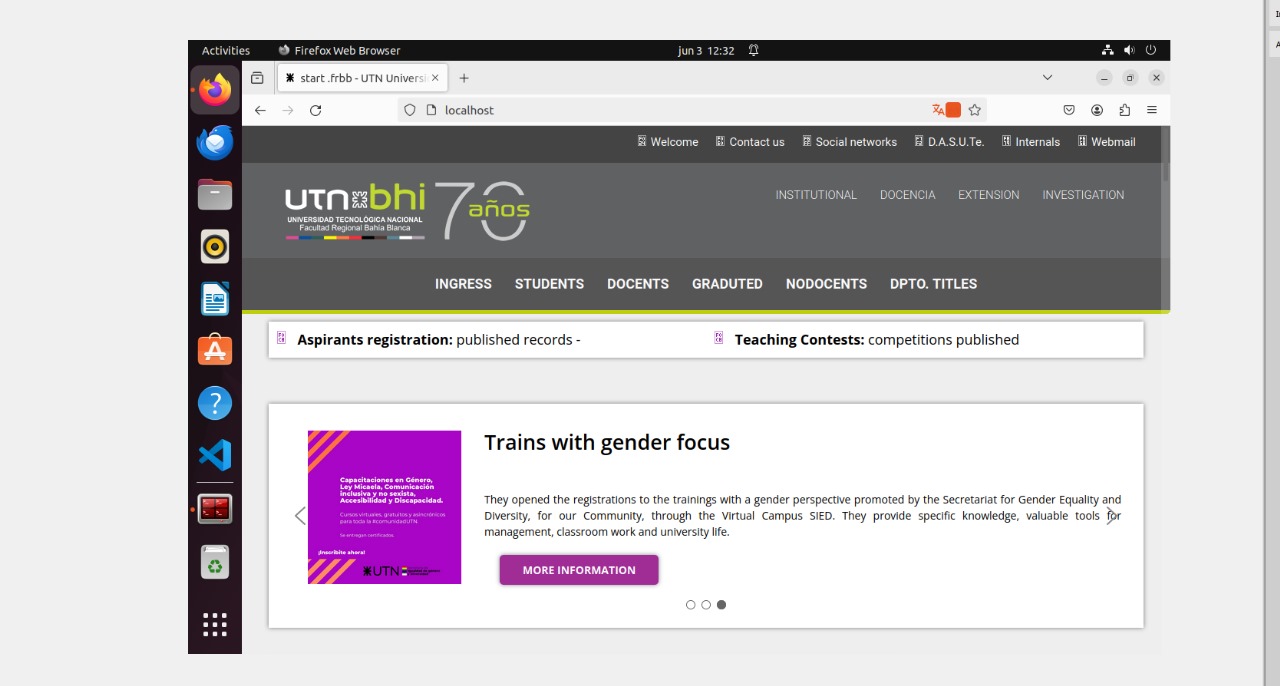 Activities Firefox Web Browser jun 3 12:32
start .frbb - UTN Universi
localhost
Welcome Contact us Social networks D.A.S.U.Te. Internals Webmail
UTN bhi 70 años
UNIVERSIDAD TECNOLÓGICA NACIONAL
Facultad Regional Bahía Blanca
INSTITUTIONAL DOCENCIA EXTENSION INVESTIGATION
INGRESS STUDENTS DOCENTS GRADUTED NODOCENTS DPTO. TITLES
Aspirants registration: published records - Teaching Contests: competitions published
Trains with gender focus
Capacitaciones en Género,
Ley Micaela, Comunicación
inclusiva y no sexista,
Accesibilidad y Discapacidad.
Cursos virtuales, gratuitos y asincrónicos
para toda la #comunidadUTN.
Se entregan certificados.
¡Inscribite ahora!
UTN
They opened the registrations to the trainings with a gender perspective promoted by the Secretariat for Gender Equality and
Diversity, for our Community, through the Virtual Campus SIED. They provide specific knowledge, valuable tools for
management, classroom work and university life.
MORE INFORMATION